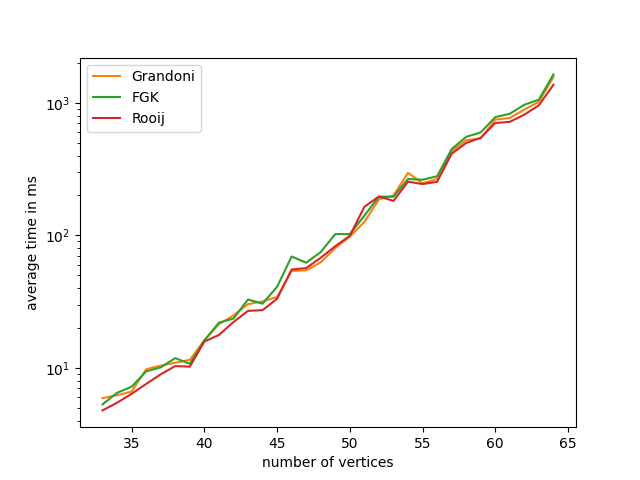 Grandoni
FGK
Rooij
10³
10²
10¹
average time in ms
35 40 45 50 55 60 65
number of vertices